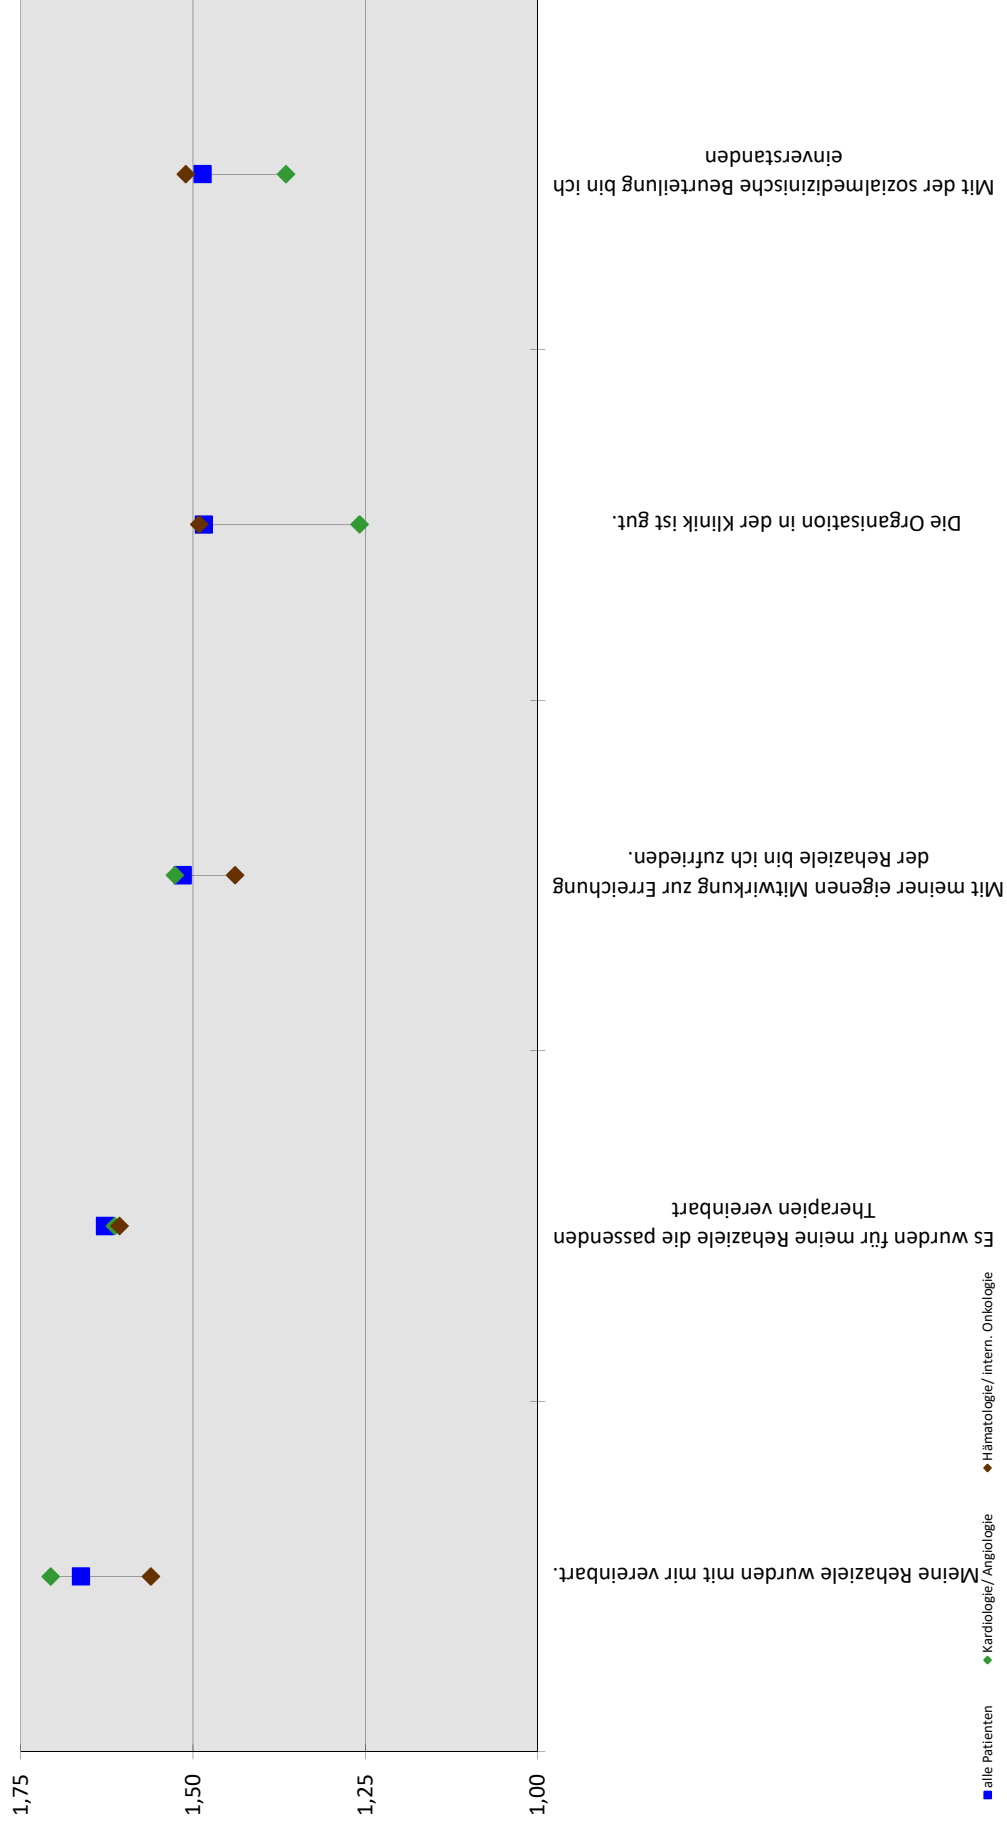 1,75
1,50
1,25
1,00
Meine Rehaziele wurden mit mir vereinbart.
Es wurden für meine Rehaziele die passenden
Therapien vereinbart
Mit meiner eigenen Mitwirkung zur Erreichung
der Rehaziele bin ich zufrieden.
Die Organisation in der Klinik ist gut.
Mit der sozialmedizinische Beurteilung bin ich
einverstanden
alle Patienten
Kardiologie/ Angiologie
Hämatologie/ intern. Onkologie